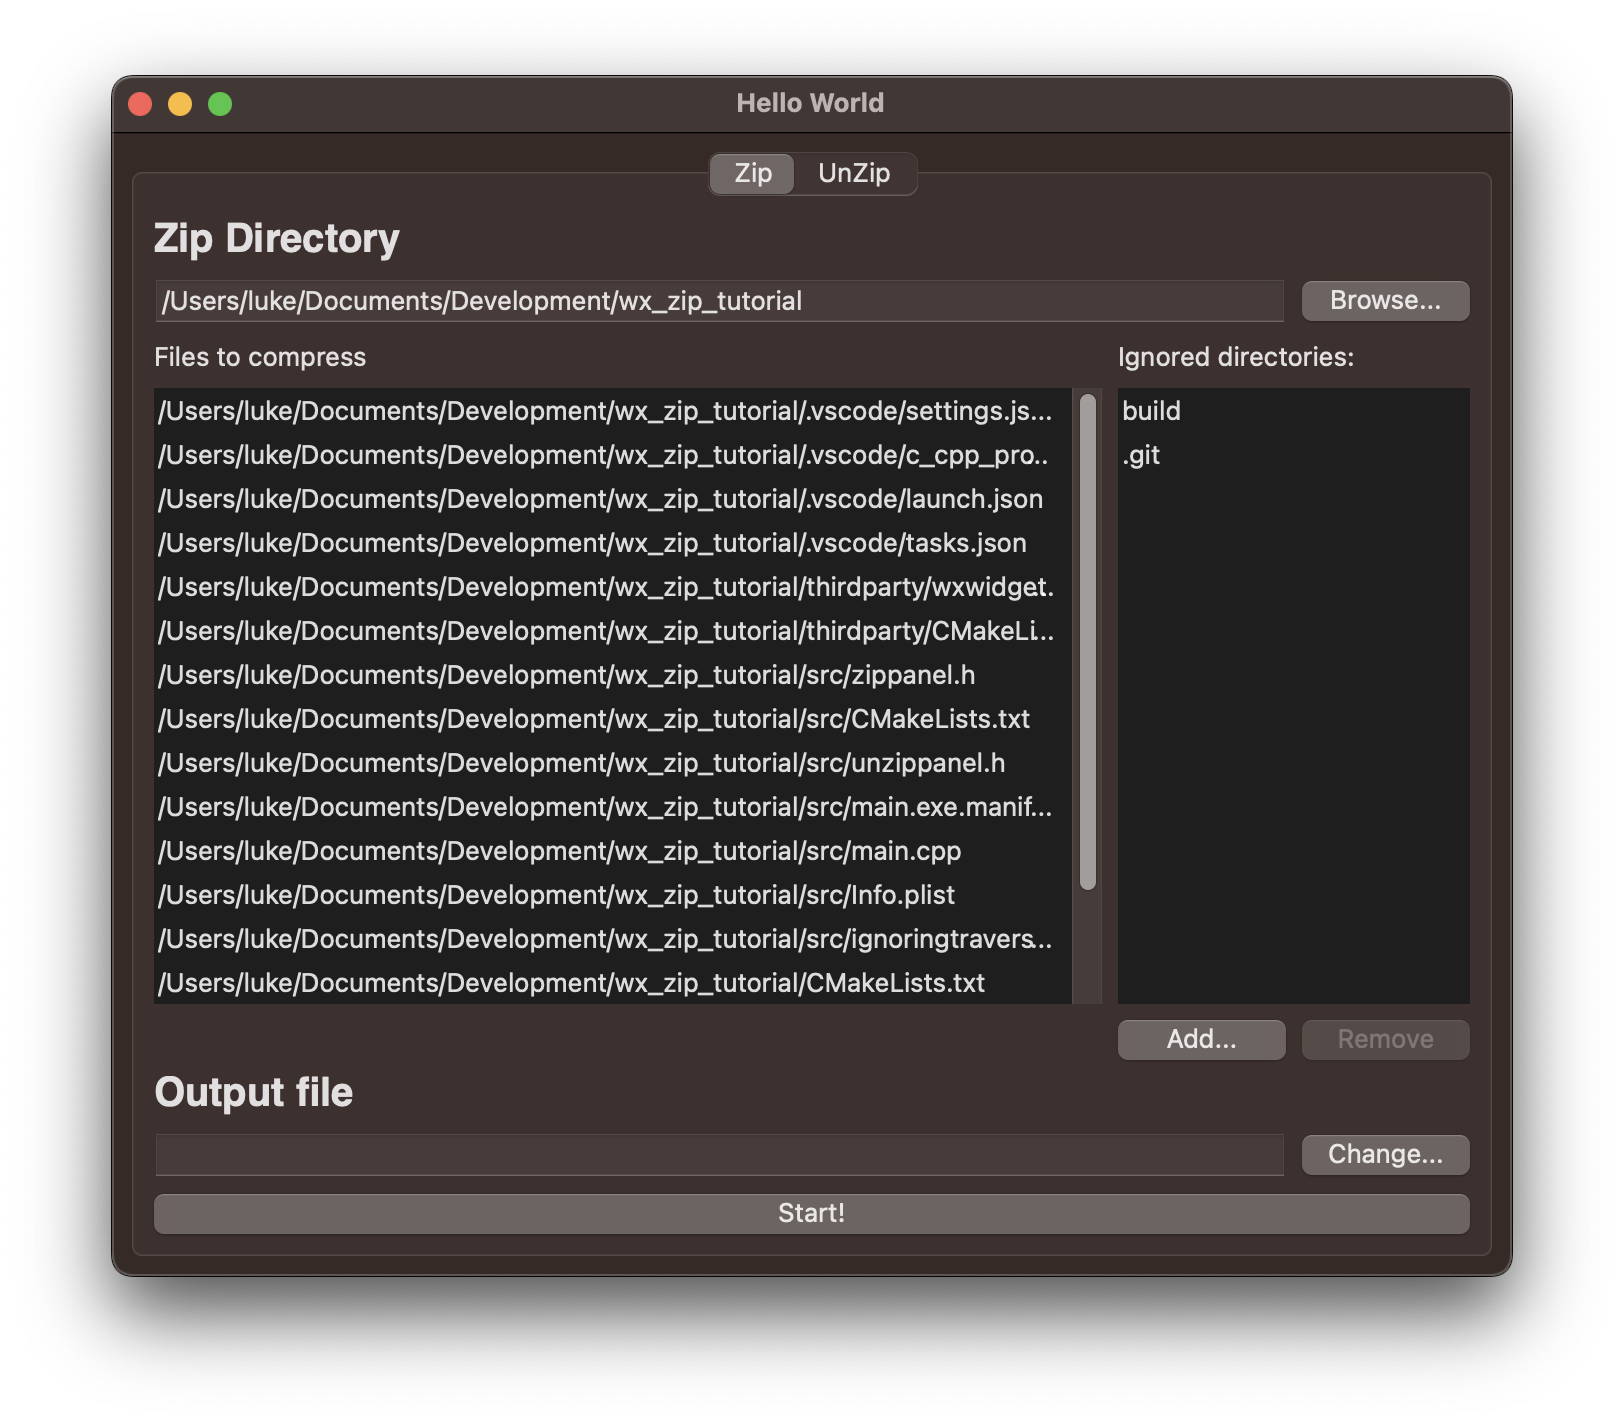 Hello World
Zip UnZip
Zip Directory
/Users/luke/Documents/Development/wx_zip_tutorial Browse...
Files to compress Ignored directories:
/Users/luke/Documents/Development/wx_zip_tutorial/.vscode/settings.js... build
/Users/luke/Documents/Development/wx_zip_tutorial/.vscode/c_cpp_pro.. .git
/Users/luke/Documents/Development/wx_zip_tutorial/.vscode/launch.json
/Users/luke/Documents/Development/wx_zip_tutorial/.vscode/tasks.json
/Users/luke/Documents/Development/wx_zip_tutorial/thirdparty/wxwidget..
/Users/luke/Documents/Development/wx_zip_tutorial/thirdparty/CMakeLi...
/Users/luke/Documents/Development/wx_zip_tutorial/src/zippanel.h
/Users/luke/Documents/Development/wx_zip_tutorial/src/CMakeLists.txt
/Users/luke/Documents/Development/wx_zip_tutorial/src/unzippanel.h
/Users/luke/Documents/Development/wx_zip_tutorial/src/main.exe.manif...
/Users/luke/Documents/Development/wx_zip_tutorial/src/main.cpp
/Users/luke/Documents/Development/wx_zip_tutorial/src/Info.plist
/Users/luke/Documents/Development/wx_zip_tutorial/src/ignoringtravers...
/Users/luke/Documents/Development/wx_zip_tutorial/CMakeLists.txt
Add... Remove
Output file
Change...
Start!